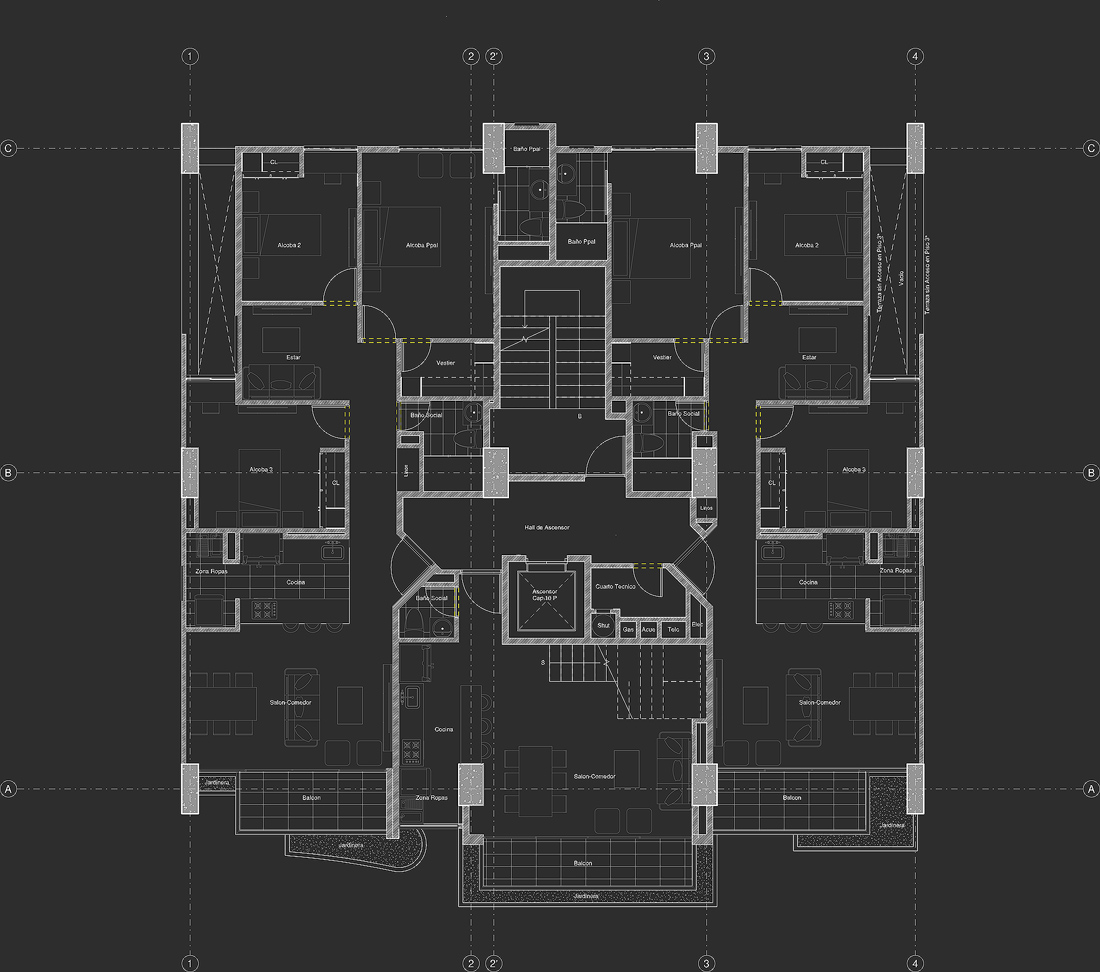 1
2
2'
3
4
C
C
Baño Ppal
CL
CL
Baño Ppal
Alcoba 2
Alcoba Ppal
Alcoba Ppal
Alcoba 2
Terraza sin Acceso en Piso 3°
Vacio
Terraza sin Acceso en Piso 3°
Estar
Vestier
Vestier
Estar
Baño Social
Baño Social
B
Alcoba 3
CL
Linos
CL
Alcoba 3
B
Linos
Hall de Ascensor
Zona Ropas
Cocina
Ascensor
Cap.10 P
Cuarto Tecnico
Cocina
Zona Ropas
Baño Social
Shut
Gas
Acue
Telc
Elec
S
Salon-Comedor
Salon-Comedor
Cocina
Salon-Comedor
Jardinera
A
Balcon
Zona Ropas
Balcon
A
Jardinera
Jardinera
Balcon
Jardinera
1
2
2'
3
4